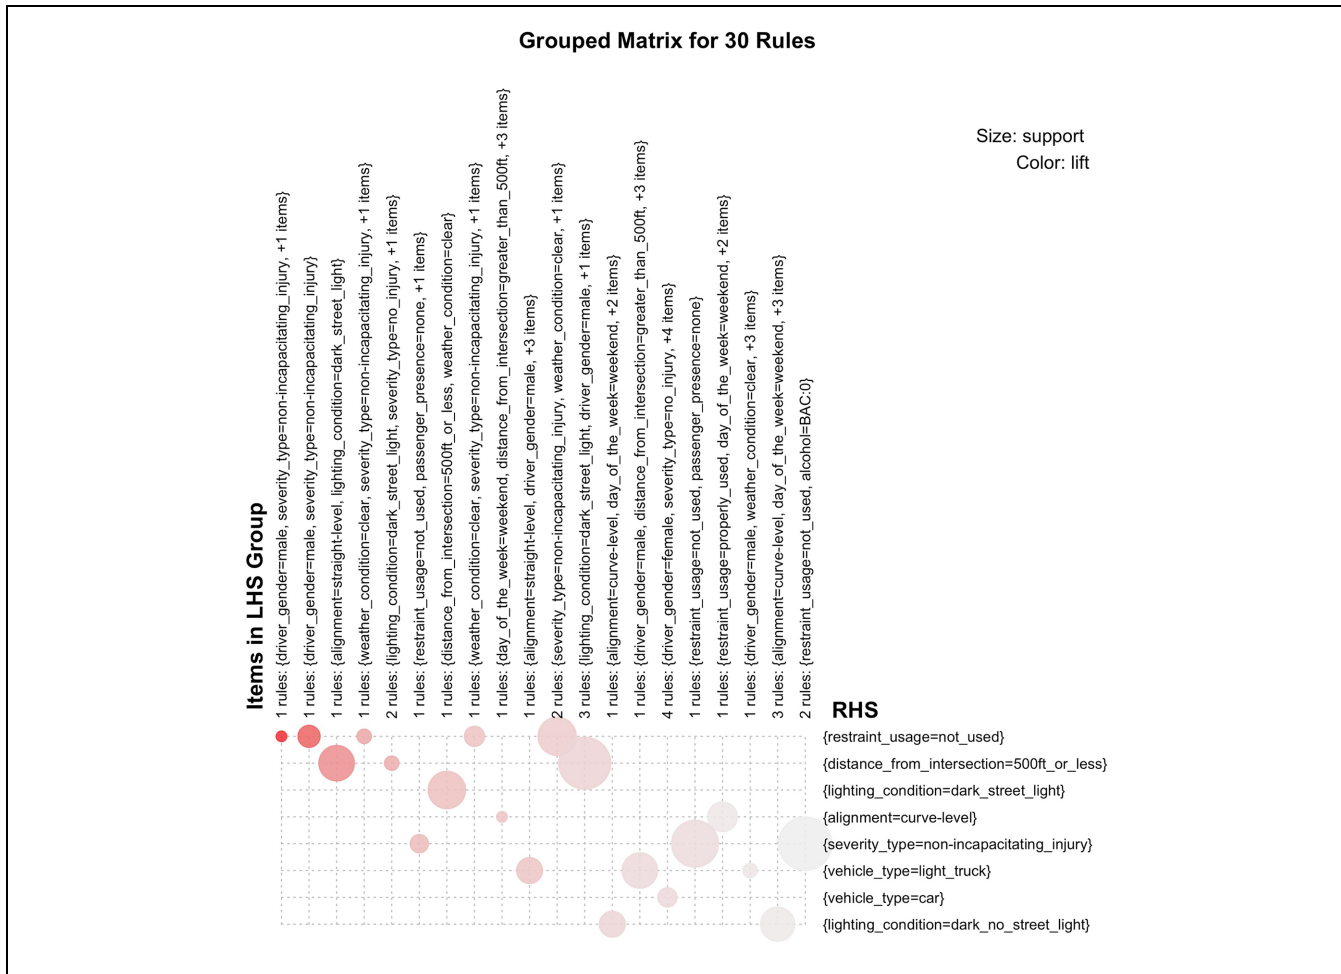 Grouped Matrix for 30 Rules
Size: support
Color: lift
Items in LHS Group
1 rules: {driver_gender=male, severity_type=non-incapacitating_injury, +1 items}
1 rules: {driver_gender=male, severity_type=non-incapacitating_injury}
1 rules: {alignment=straight-level, lighting_condition=dark_street_light}
1 rules: {weather_condition=clear, severity_type=non-incapacitating_injury, +1 items}
2 rules: {lighting_condition=dark_street_light, severity_type=no_injury, +1 items}
1 rules: {restraint_usage=not_used, passenger_presence=none, +1 items}
1 rules: {distance_from_intersection=500ft_or_less, weather_condition=clear}
1 rules: {weather_condition=clear, severity_type=non-incapacitating_injury, +1 items}
1 rules: {day_of_the_week=weekend, distance_from_intersection=greater_than_500ft, +3 items}
1 rules: {alignment=straight-level, driver_gender=male, +3 items}
2 rules: {severity_type=non-incapacitating_injury, weather_condition=clear, +1 items}
3 rules: {lighting_condition=dark_street_light, driver_gender=male, +1 items}
1 rules: {alignment=curve-level, day_of_the_week=weekend, +2 items}
1 rules: {driver_gender=male, distance_from_intersection=greater_than_500ft, +3 items}
4 rules: {driver_gender=female, severity_type=no_injury, +4 items}
1 rules: {restraint_usage=not_used, passenger_presence=none}
1 rules: {restraint_usage=properly_used, day_of_the_week=weekend, +2 items}
1 rules: {driver_gender=male, weather_condition=clear, +3 items}
3 rules: {alignment=curve-level, day_of_the_week=weekend, +3 items}
2 rules: {restraint_usage=not_used, alcohol=BAC:0}
RHS
{restraint_usage=not_used}
{distance_from_intersection=500ft_or_less}
{lighting_condition=dark_street_light}
{alignment=curve-level}
{severity_type=non-incapacitating_injury}
{vehicle_type=light_truck}
{vehicle_type=car}
{lighting_condition=dark_no_street_light}